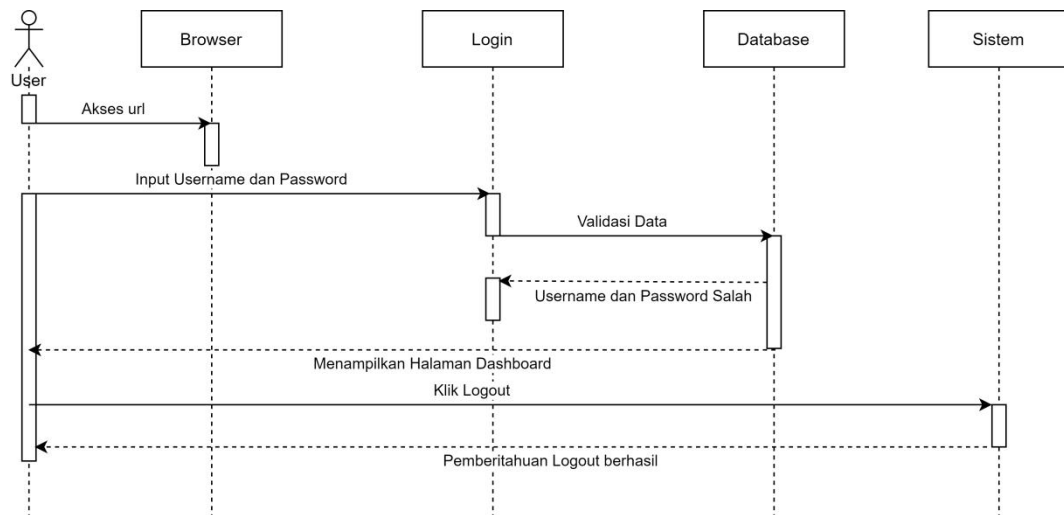 Browser
Login
Database
Sistem
User
Akses url
Input Username dan Password
Validasi Data
Username dan Password Salah
Menampilkan Halaman Dashboard
Klik Logout
Pemberitahuan Logout berhasil